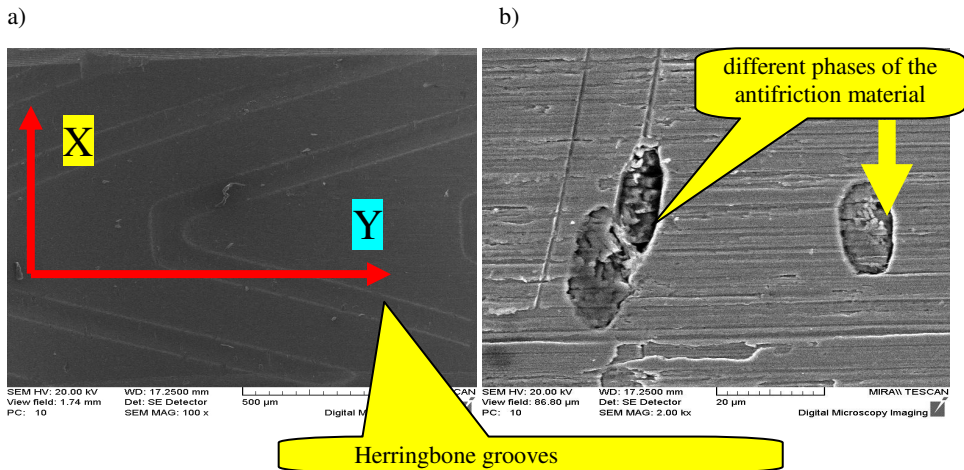 a)
b)
X
Y
different phases of the
antifriction material
SEM HV: 20.00 kV WD: 17.2500 mm
View field: 1.74 mm Det: SE Detector 500 µm
PC: 10 SEM MAG: 100 x Digital Mi
TESCAN
SEM HV: 20.00 kV WD: 17.2500 mm MIRA\\ TESCAN
View field: 86.80 µm Det: SE Detector 20 µm
PC: 10 SEM MAG: 2.00 kx Digital Microscopy Imaging
Herringbone grooves